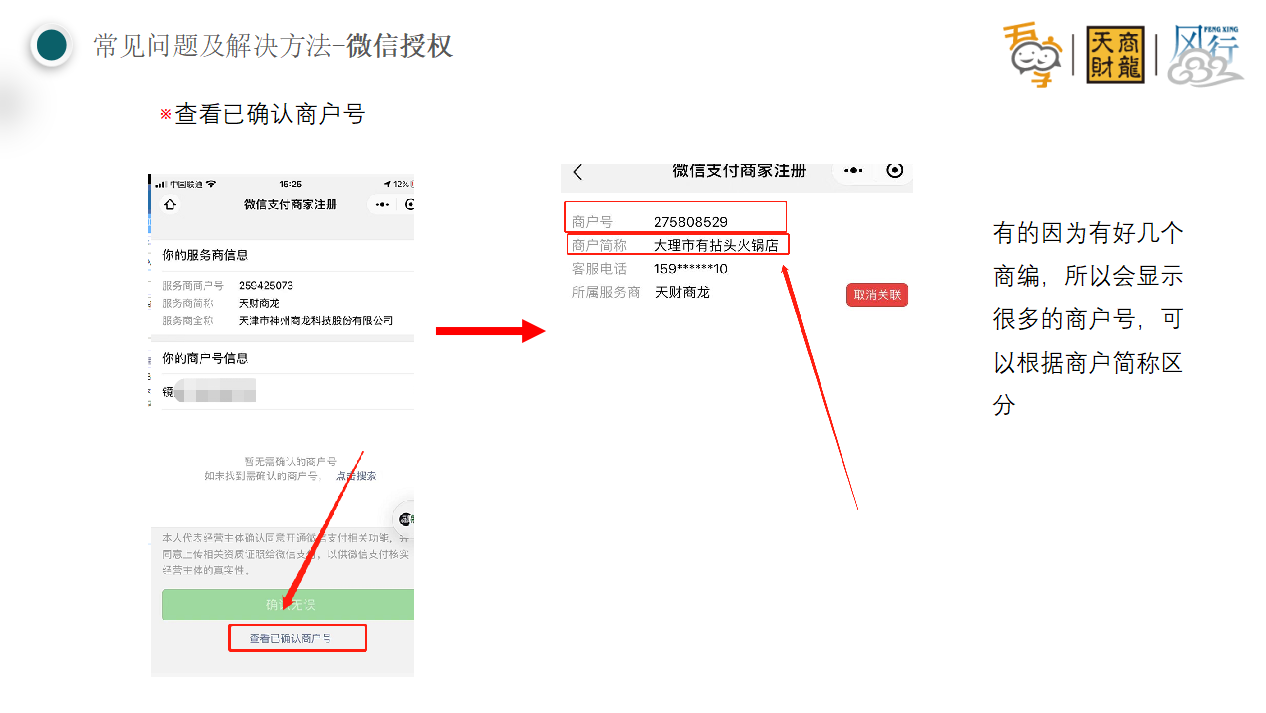 常见问题及解决方法-微信授权
吾享
天財
商龍
风行
FENG XING
※查看已确认商户号
中国联通
16:26
12%
微信支付商家注册
你的服务商信息
服务商商户号 259425073
服务商简称 天财商龙
服务商全称 天津市神州商龙科技股份有限公司
你的商户号信息
镜
暂无需确认的商户号
如未找到需确认的商户号， 点击搜索
本人代表经营主体确认同意开通微信支付相关功能，并
同意上传相关资质证照给微信支付，以供微信支付核实
经营主体的真实性。
确认无误
查看已确认商户号
微信支付商家注册
商户号 275808529
商户简称 大理市有拈头火锅店
客服电话 159******10
所属服务商 天财商龙
取消关联
有的因为有好几个
商编，所以会显示
很多的商户号，可
以根据商户简称区
分